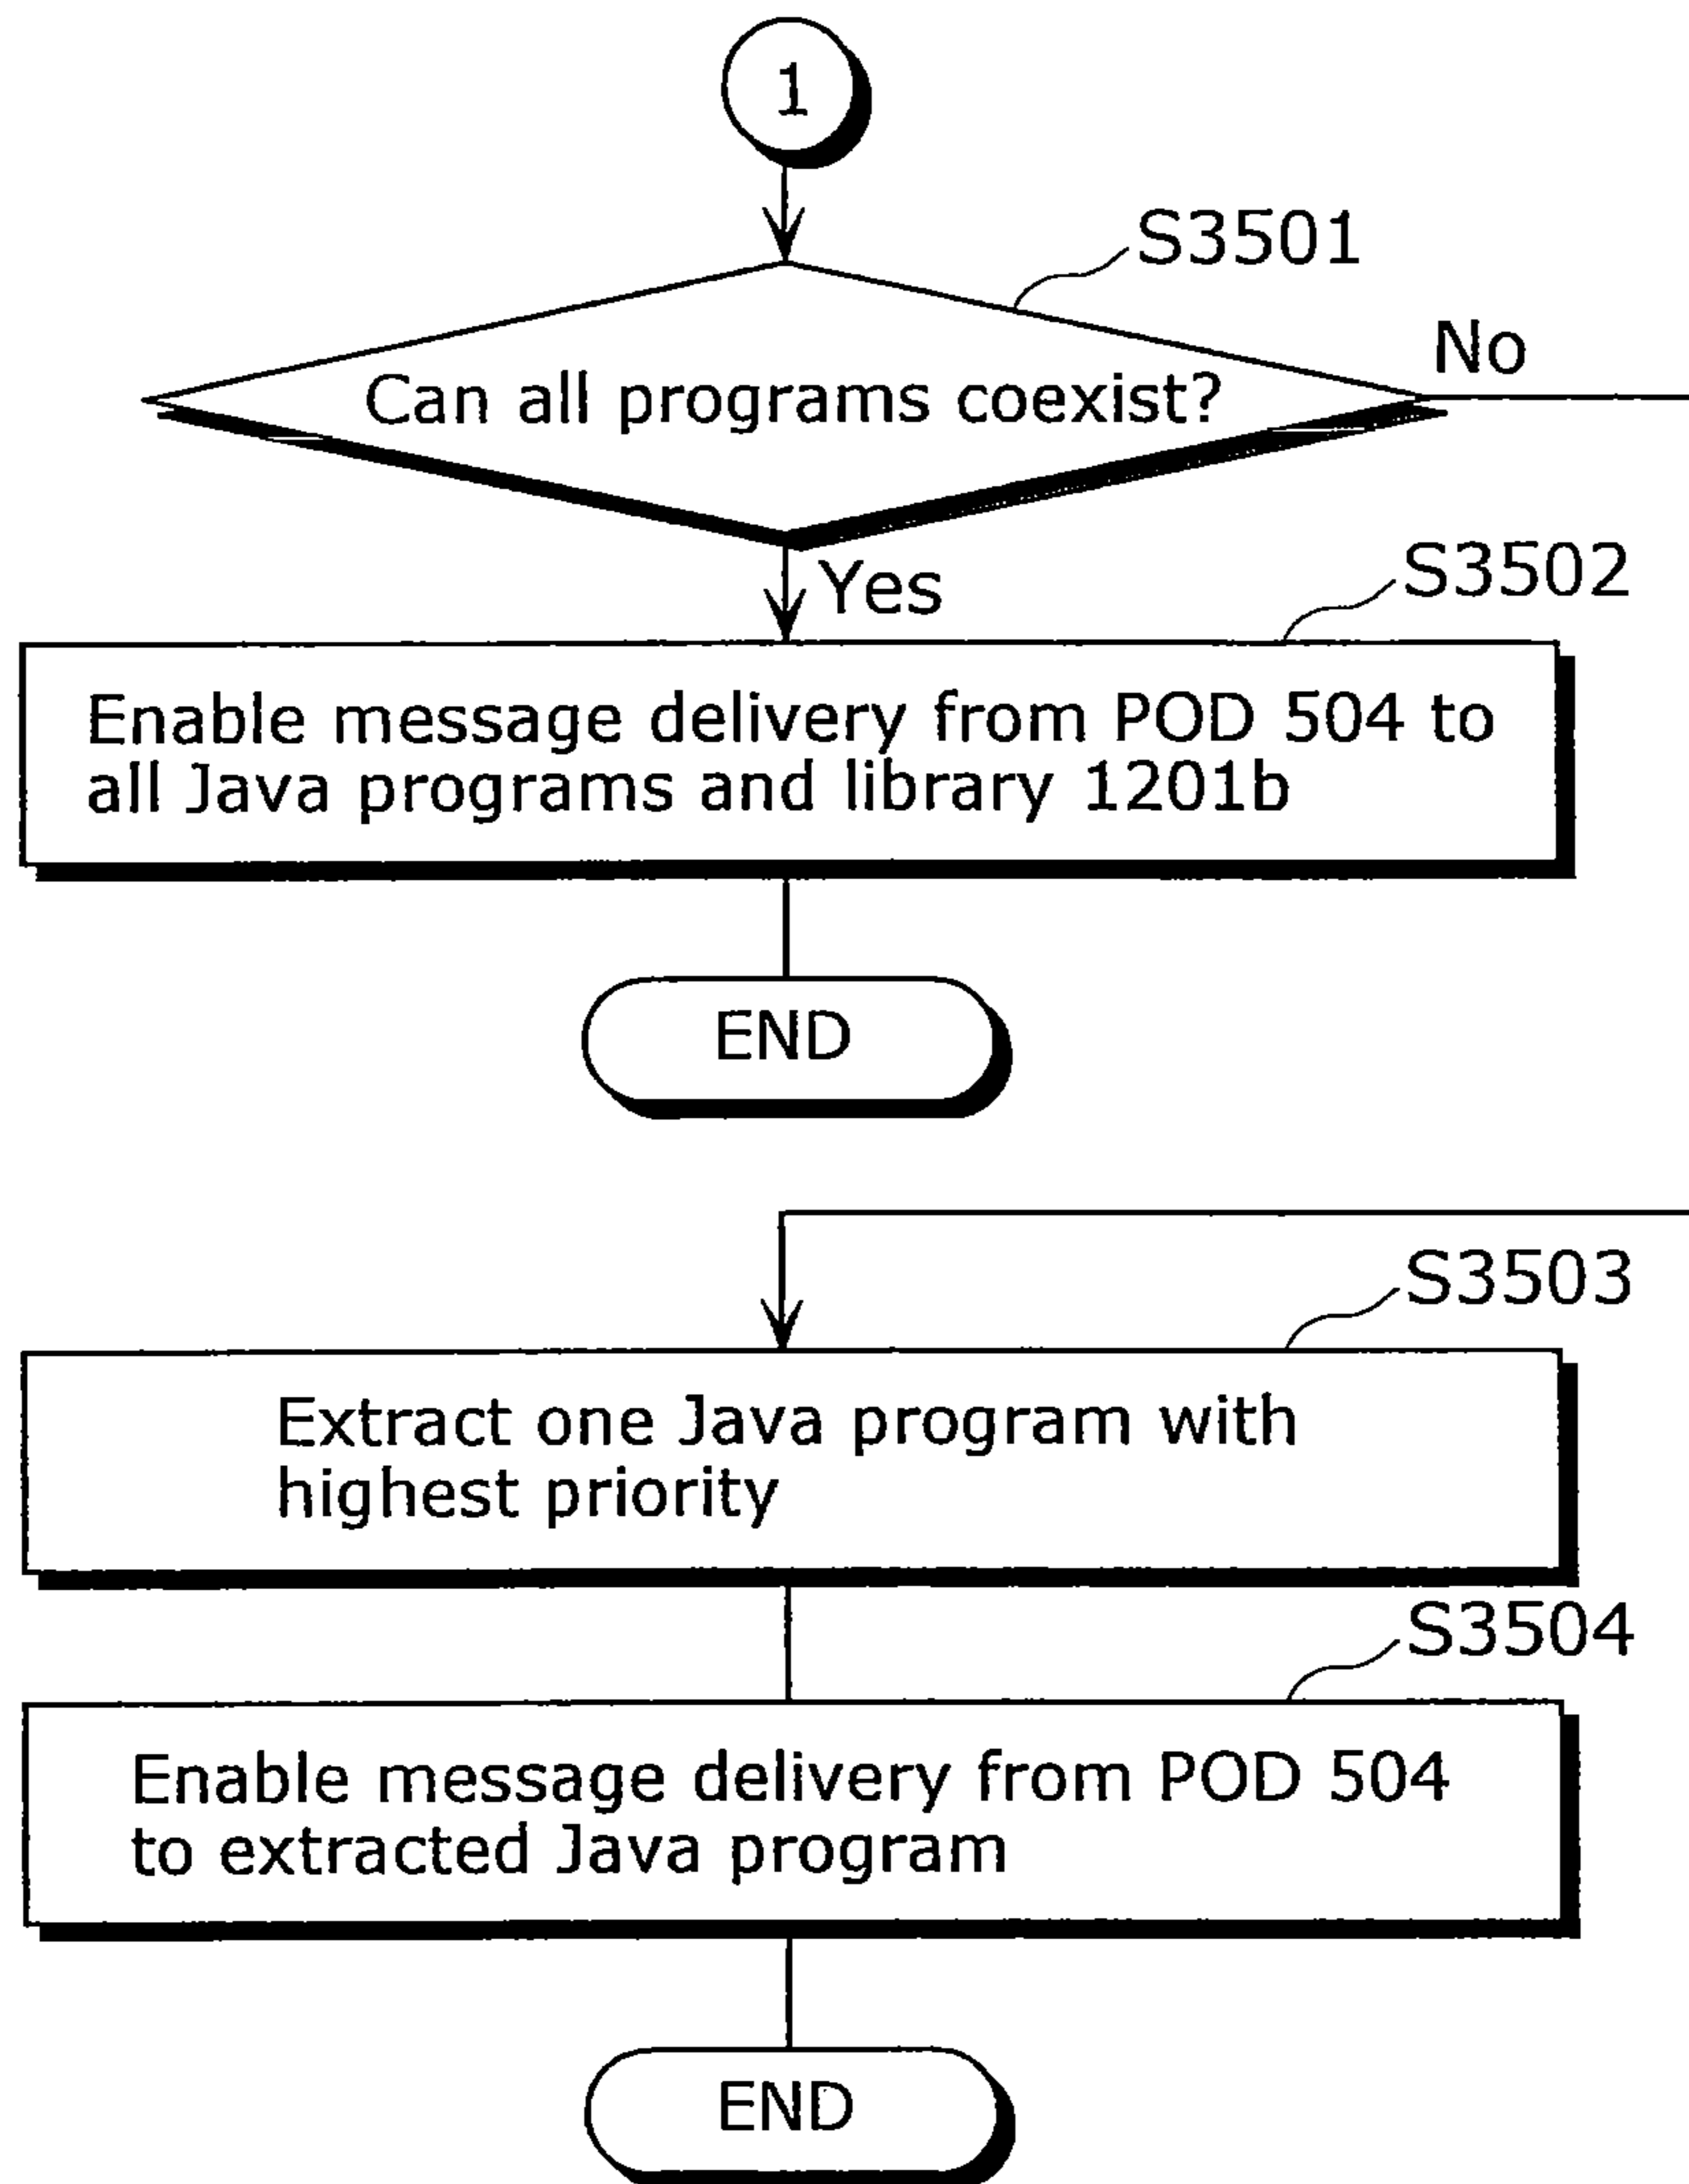 1
S3501
No
Can all programs coexist?
Yes
S3502
Enable message delivery from POD 504 to
all Java programs and library 1201b
END
S3503
Extract one Java program with
highest priority
S3504
Enable message delivery from POD 504
to extracted Java program
END